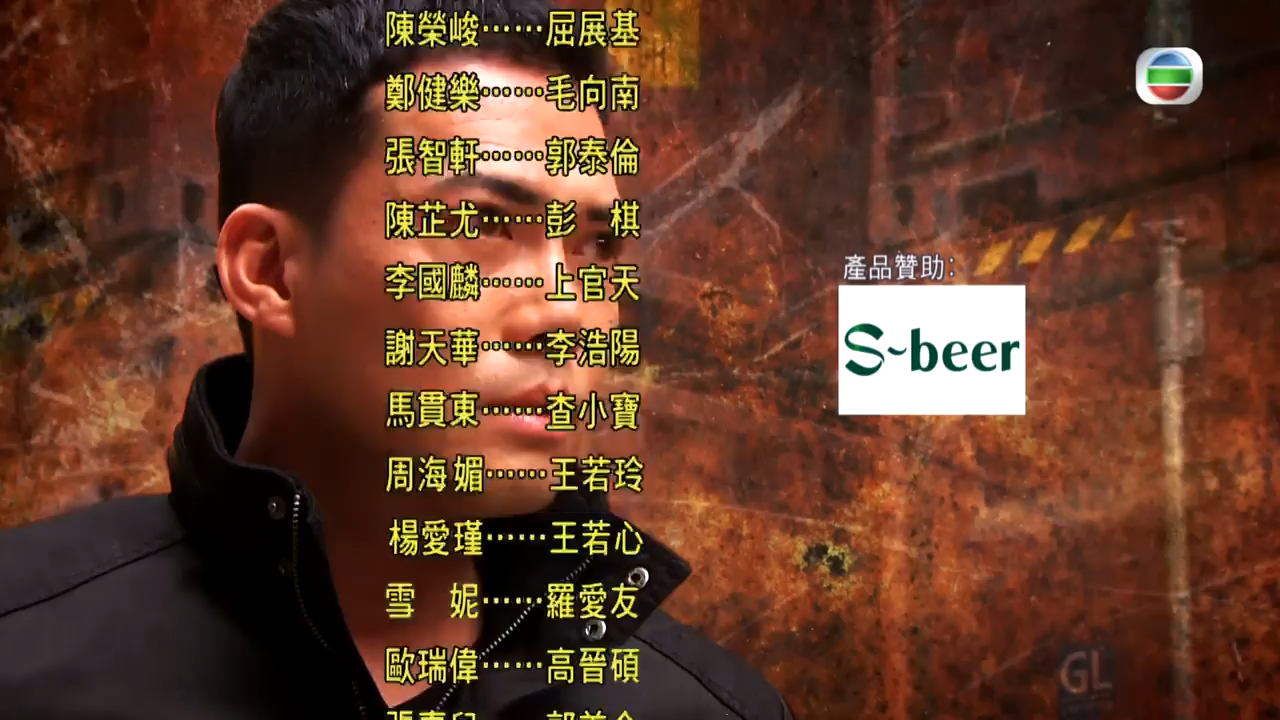 陳榮峻……屈展基
鄭健樂……毛向南
張智軒……郭泰倫
陳芷尤……彭　棋
李國麟……上官天
謝天華……李浩陽
馬貫東……查小寶
周海媚……王若玲
楊愛瑾……王若心
雪　妮……羅愛友
歐瑞偉……高晉碩
產品贊助:
S~beer
GL